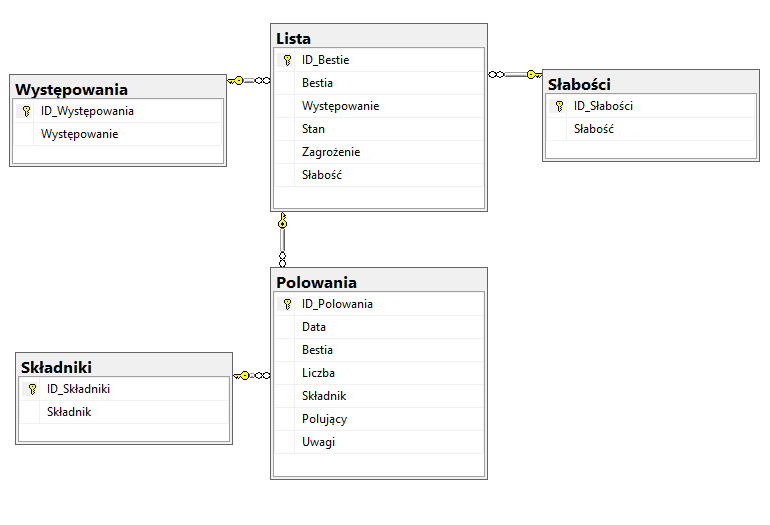 Lista
ID_Bestie
Bestia
Występowanie
Stan
Zagrożenie
Słabość
Występowania
ID_Występowania
Występowanie
Słabości
ID_Słabości
Słabość
Polowania
ID_Polowania
Data
Bestia
Liczba
Składnik
Polujący
Uwagi
Składniki
ID_Składniki
Składnik